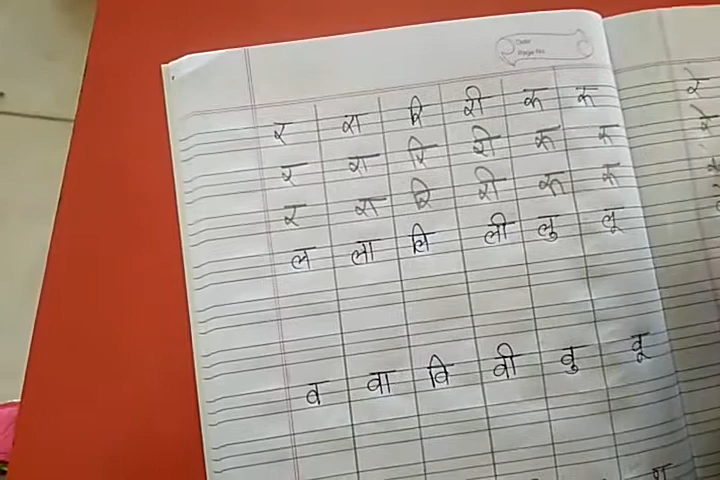 Date
Page No.
र रा रि री रु रू
र रा रि री रु रू
र रा रि री रु रू
ल ला लि ली लु लू
व वा वि वी वु वू